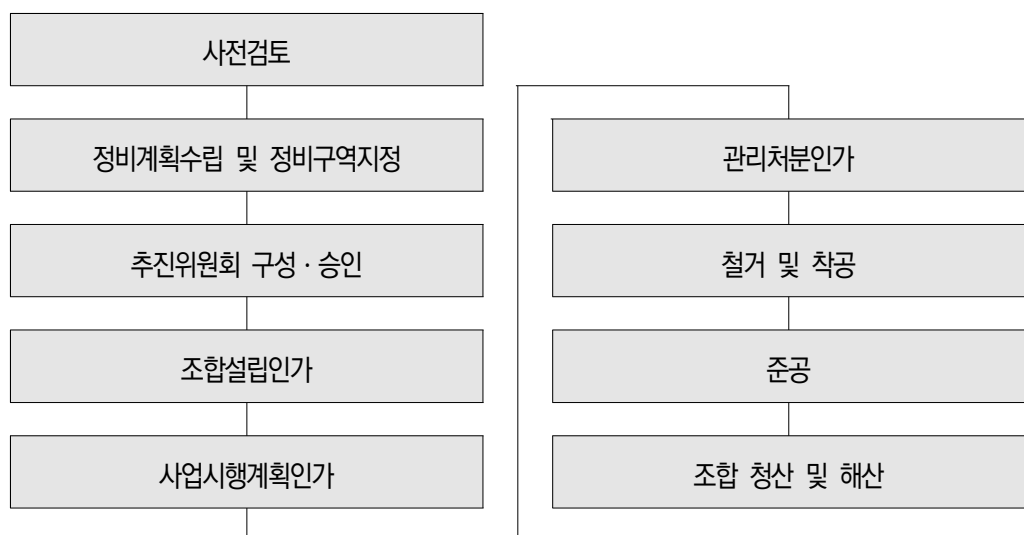 사전검토
정비계획수립 및 정비구역지정
추진위원회 구성 · 승인
조합설립인가
사업시행계획인가
관리처분인가
철거 및 착공
준공
조합 청산 및 해산